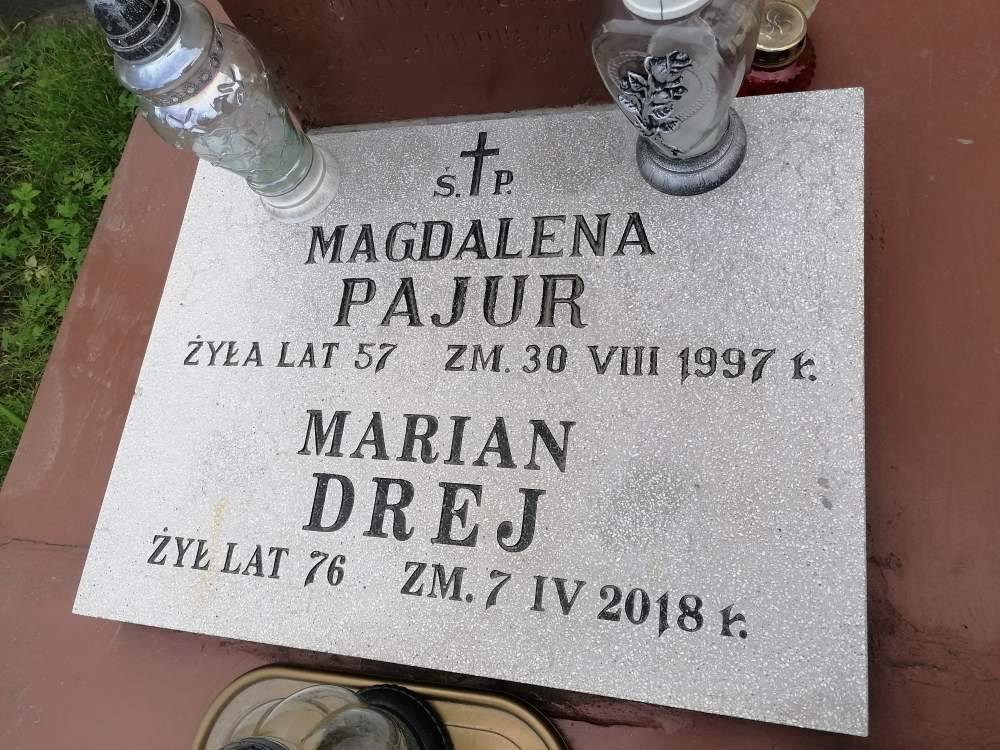 Ś. P.
MAGDALENA
PAJUR
ŻYŁA LAT 57 ZM. 30 VIII 1997 r.
MARIAN
DREJ
ŻYŁ LAT 76 ZM. 7 IV 2018 r.